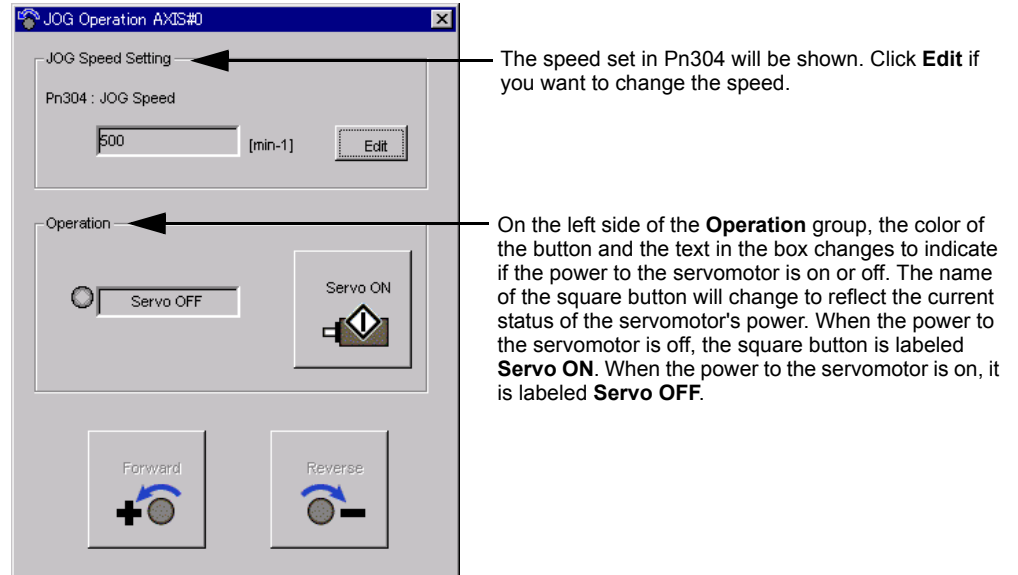 JOG Operation AXIS#0
JOG Speed Setting
The speed set in Pn304 will be shown. Click Edit if
you want to change the speed.
Pn304 : JOG Speed
500
[min-1]
Edit
Operation
On the left side of the Operation group, the color of
the button and the text in the box changes to indicate
if the power to the servomotor is on or off. The name
of the square button will change to reflect the current
status of the servomotor's power. When the power to
the servomotor is off, the square button is labeled
Servo ON. When the power to the servomotor is on, it
is labeled Servo OFF.
Servo OFF
Servo ON
Forward
Reverse